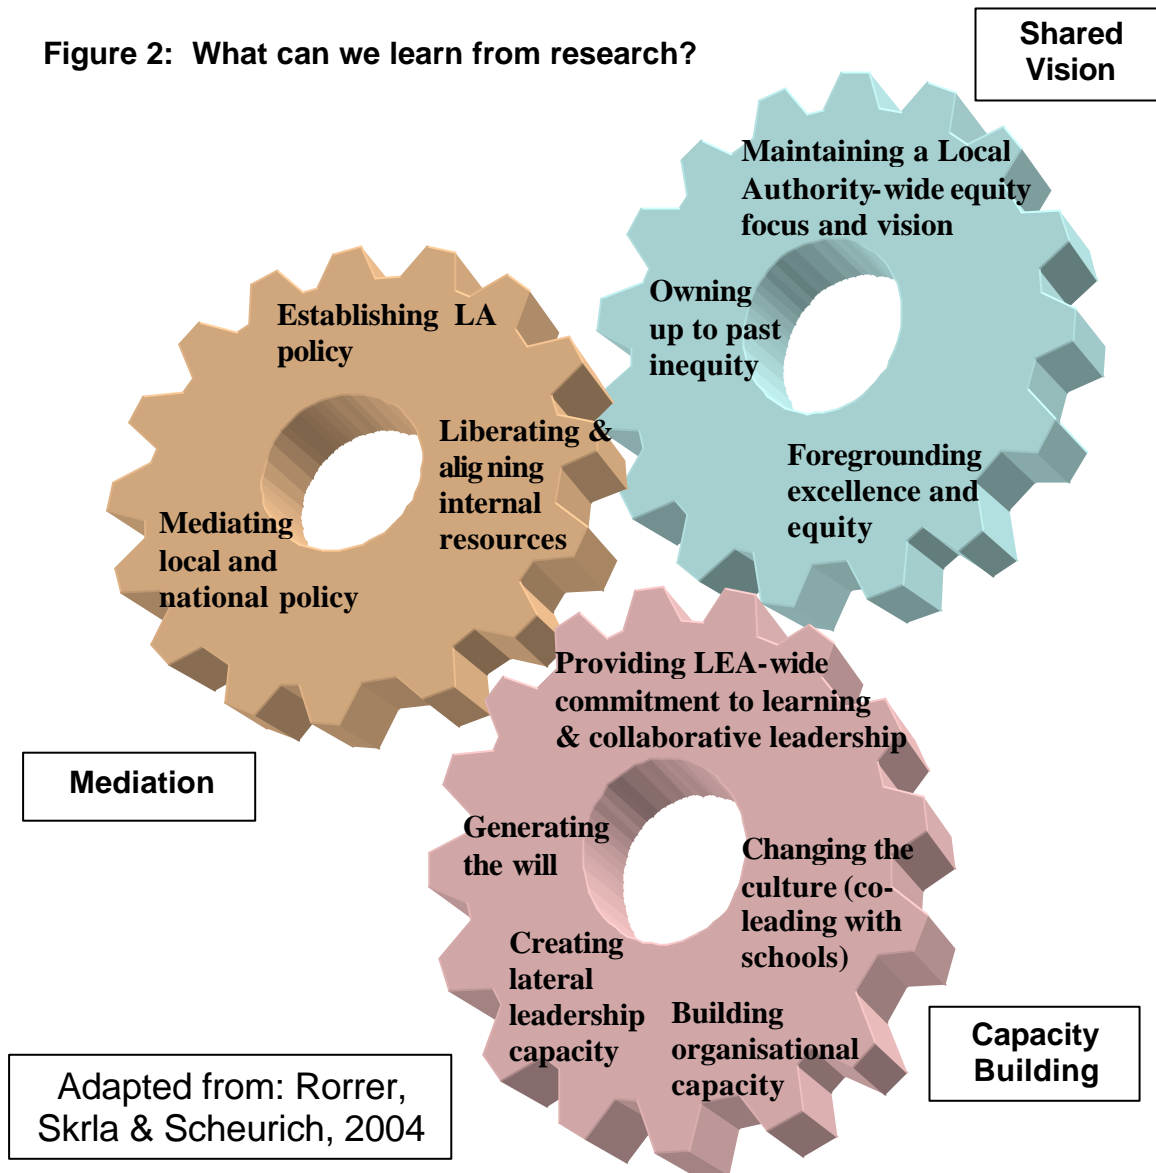 Figure 2: What can we learn from research?
Shared
Vision
Maintaining a Local
Authority-wide equity
focus and vision
Owning
up to past
inequity
Foregrounding
excellence and
equity
Establishing LA
policy
Liberating &
aligning
internal
resources
Mediating
local and
national policy
Mediation
Providing LEA-wide
commitment to learning
& collaborative leadership
Generating
the will
Changing the
culture (co-
leading with
schools)
Creating
lateral
leadership
capacity
Building
organisational
capacity
Capacity
Building
Adapted from: Rorrer,
Skrla & Scheurich, 2004